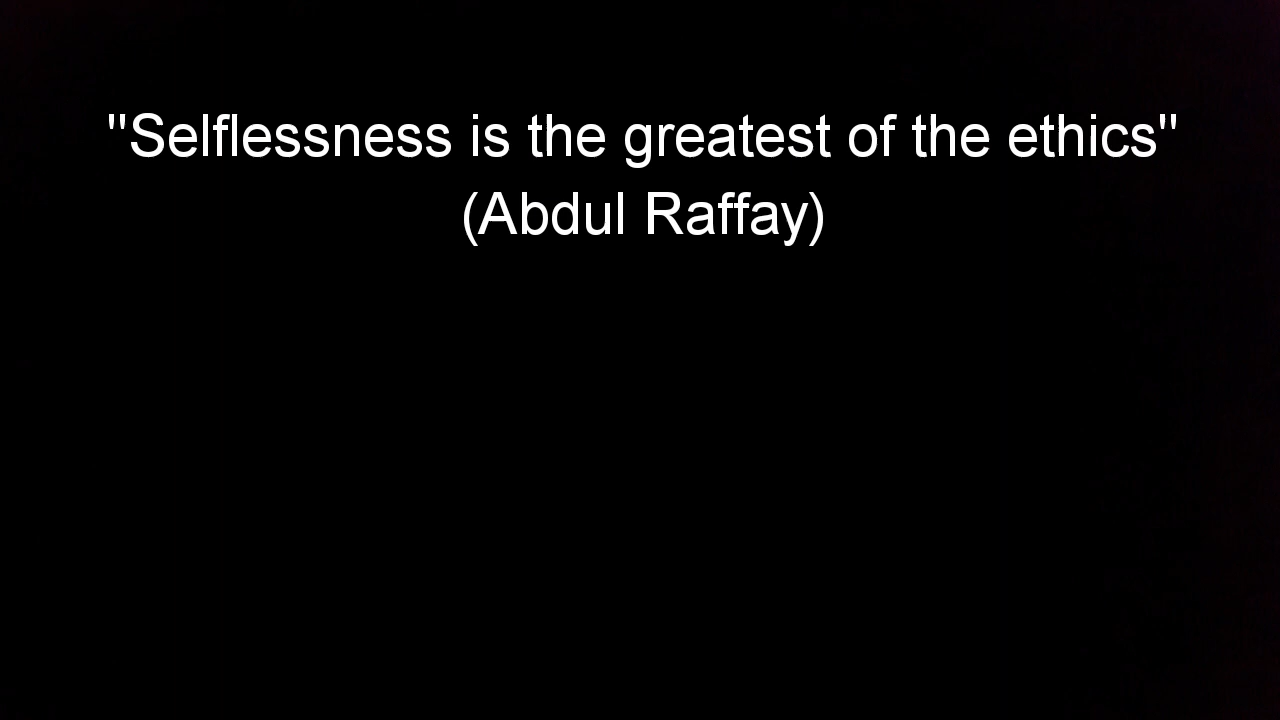 "Selflessness is the greatest of the ethics"
(Abdul Raffay)